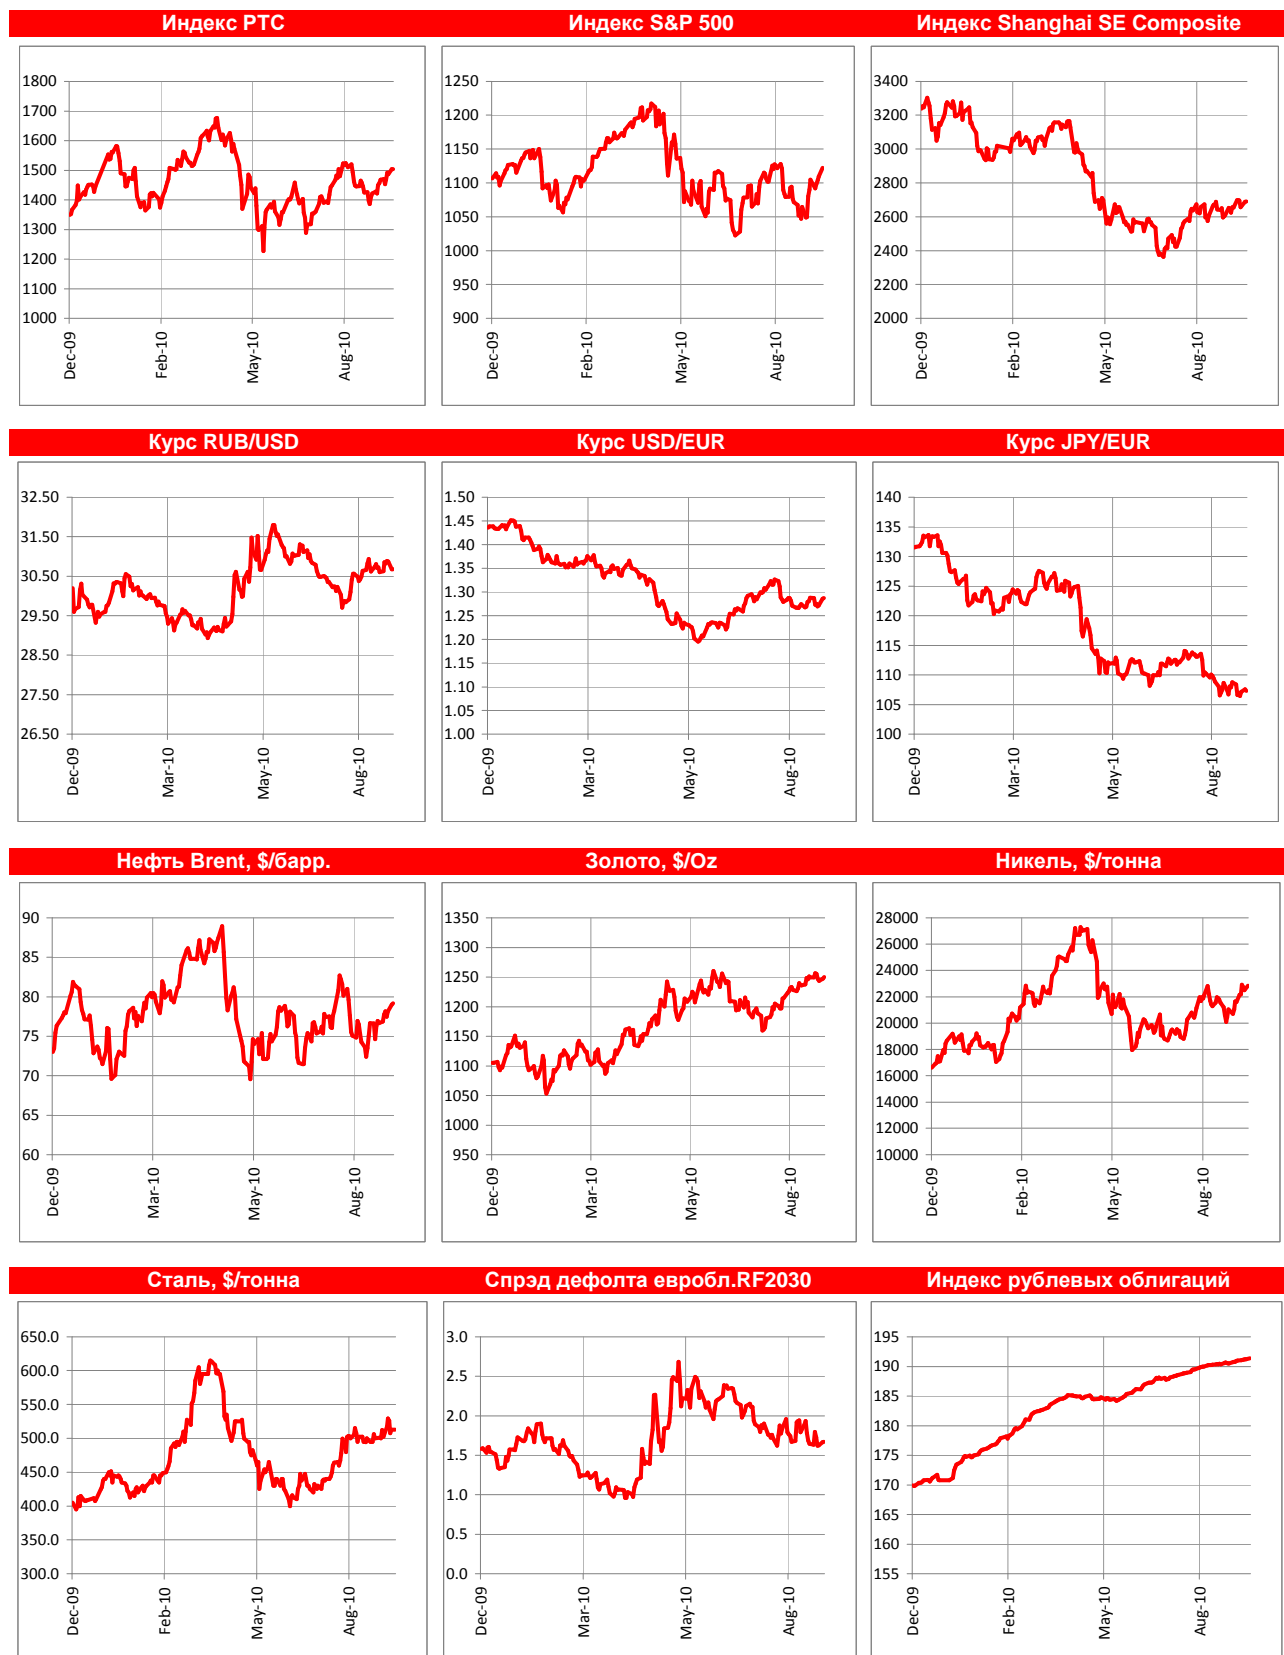 Индекс РТС
Индекс S&P 500
Индекс Shanghai SE Composite
1800
1700
1600
1500
1400
1300
1200
1100
1000
Dec-09
Feb-10
May-10
Aug-10
1250
1200
1150
1100
1050
1000
950
900
Dec-09
Feb-10
May-10
Aug-10
3400
3200
3000
2800
2600
2400
2200
2000
Dec-09
Feb-10
May-10
Aug-10
Курс RUB/USD
Курс USD/EUR
Курс JPY/EUR
32.50
31.50
30.50
29.50
28.50
27.50
26.50
Dec-09
Mar-10
May-10
Aug-10
1.50
1.45
1.40
1.35
1.30
1.25
1.20
1.15
1.10
1.05
1.00
Dec-09
Mar-10
May-10
Aug-10
140
135
130
125
120
115
110
105
100
Dec-09
Mar-10
May-10
Aug-10
Нефть Brent, $/барр.
Золото, $/Oz
Никель, $/тонна
90
85
80
75
70
65
60
Dec-09
Mar-10
May-10
Aug-10
1350
1300
1250
1200
1150
1100
1050
1000
950
Dec-09
Mar-10
May-10
Aug-10
28000
26000
24000
22000
20000
18000
16000
14000
12000
10000
Dec-09
Feb-10
May-10
Aug-10
Сталь, $/тонна
Спрэд дефолта евробл.RF2030
Индекс рублевых облигаций
650.0
600.0
550.0
500.0
450.0
400.0
350.0
300.0
Dec-09
Feb-10
May-10
Aug-10
3.0
2.5
2.0
1.5
1.0
0.5
0.0
Dec-09
Mar-10
May-10
Aug-10
195
190
185
180
175
170
165
160
155
Dec-09
Feb-10
May-10
Aug-10